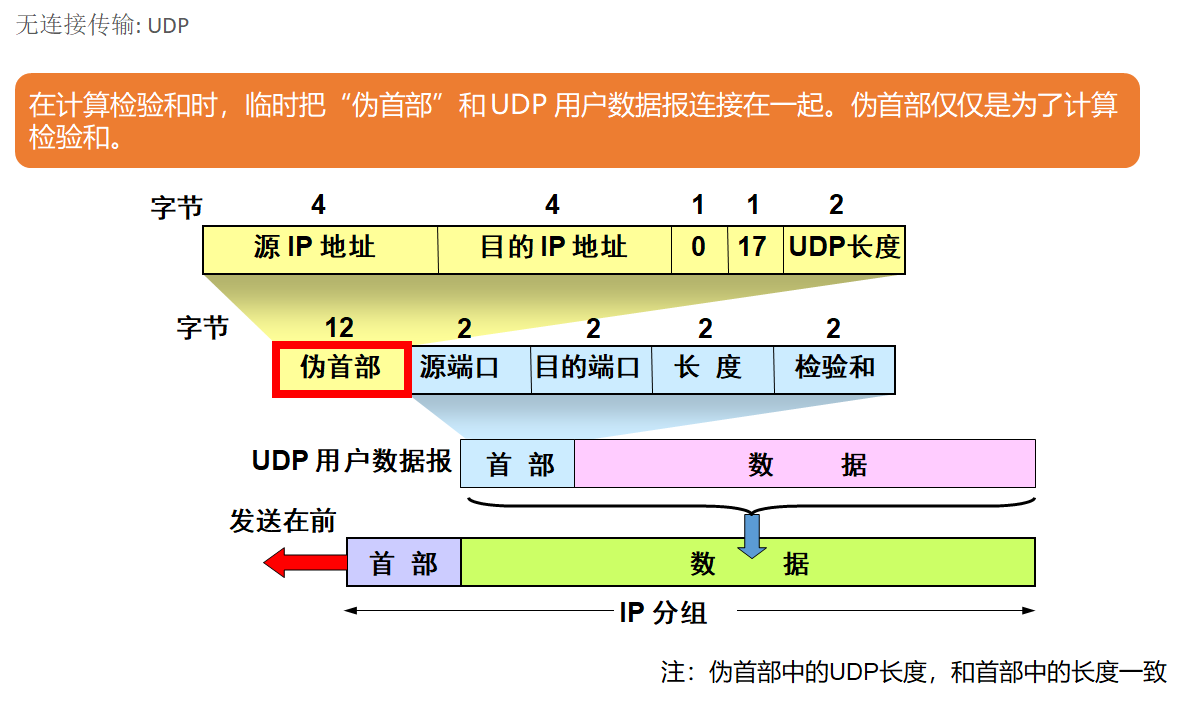 无连接传输: UDP
在计算检验和时，临时把“伪首部”和 UDP 用户数据报连接在一起。伪首部仅仅是为了计算
检验和。
字节 4 4 1 1 2
源 IP 地址 目的 IP 地址 0 17 UDP长度
字节 12 2 2 2 2
伪首部 源端口 目的端口 长 度 检验和
UDP 用户数据报 首 部 数 据
发送在前
首 部 数 据
IP 分组
注：伪首部中的UDP长度，和首部中的长度一致